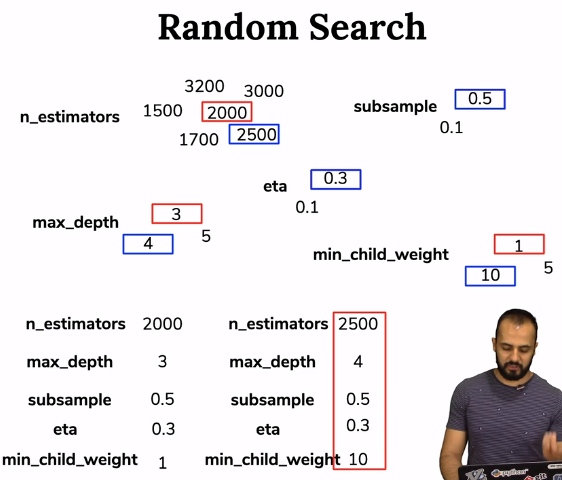 Random Search
3200
3000
n_estimators
1500
2000
1700
2500
subsample
0.5
0.1
eta
0.3
0.1
max_depth
3
4
5
min_child_weight
1
10
5
n_estimators 2000
max_depth 3
subsample 0.5
eta 0.3
min_child_weight 1
n_estimators 2500
max_depth 4
subsample 0.5
eta 0.3
min_child_weight 10